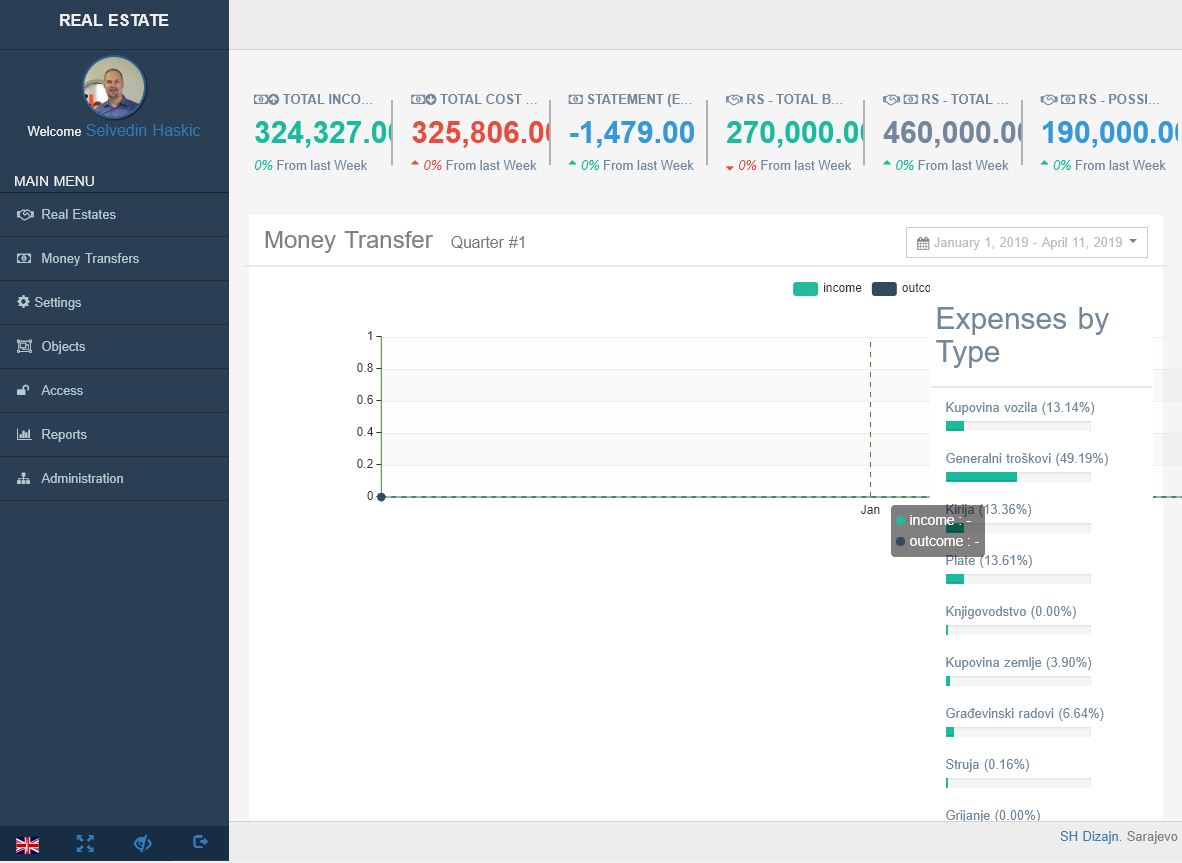 REAL ESTATE
Welcome Selvedin Haskic
MAIN MENU
Real Estates
Money Transfers
Settings
Objects
Access
Reports
Administration
TOTAL INCO...
324,327.00
0% From last Week
TOTAL COST ...
325,806.00
0% From last Week
STATEMENT (E...
-1,479.00
0% From last Week
RS - TOTAL B...
270,000.00
0% From last Week
RS - TOTAL ...
460,000.00
0% From last Week
RS - POSSI...
190,000.00
0% From last Week
Money Transfer Quarter #1
January 1, 2019 - April 11, 2019
income outco
1
0.8
0.6
0.4
0.2
0
Jan
income : -
outcome : -
Expenses by
Type
Kupovina vozila (13.14%)
Generalni troškovi (49.19%)
Kirija (13.36%)
Plate (13.61%)
Knjigovodstvo (0.00%)
Kupovina zemlje (3.90%)
Građevinski radovi (6.64%)
Struja (0.16%)
Grijanje (0.00%)
SH Dizajn. Sarajevo